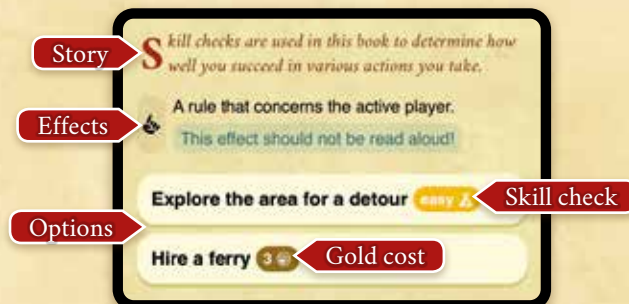 Story
Skill checks are used in this book to determine how
well you succeed in various actions you take.
Effects
A rule that concerns the active player.
This effect should not be read aloud!
Explore the area for a detour easy
Skill check
Options
Hire a ferry 3
Gold cost